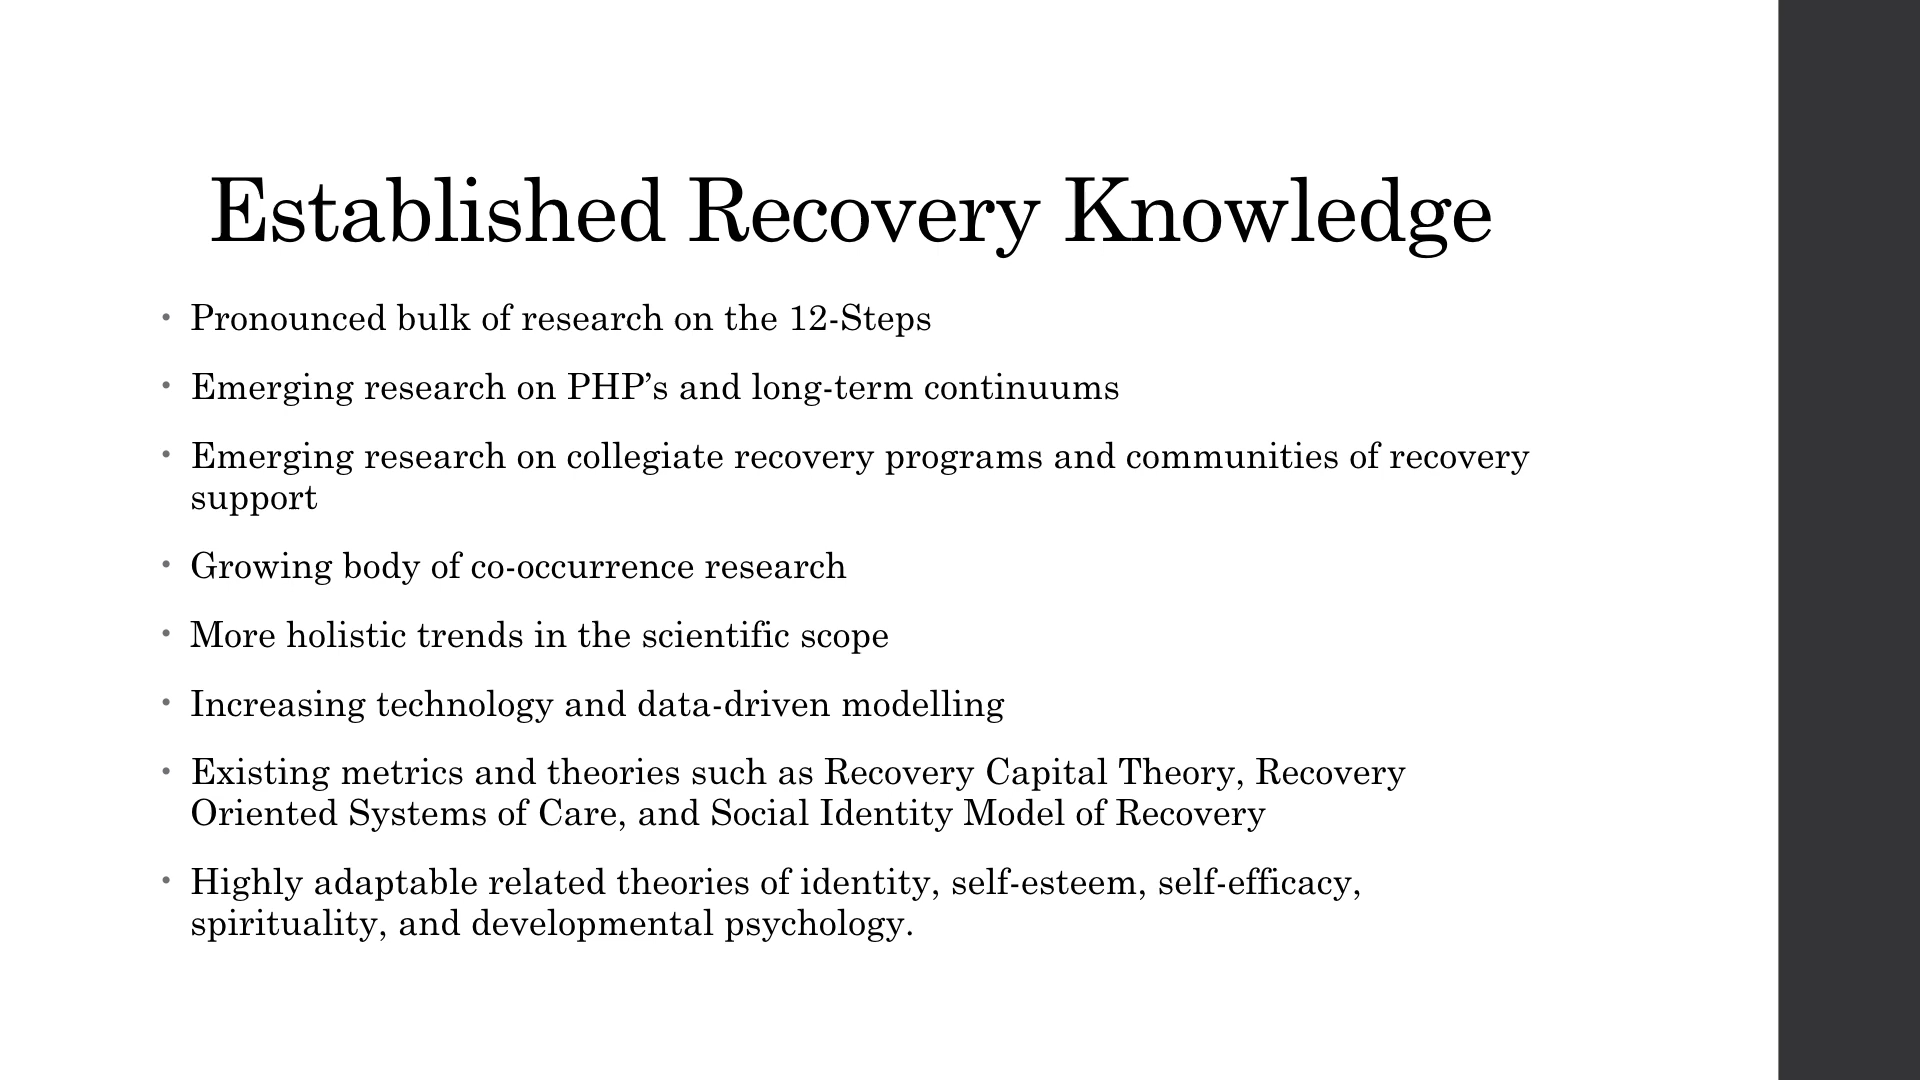 Established Recovery Knowledge
• Pronounced bulk of research on the 12-Steps
• Emerging research on PHP’s and long-term continuums
• Emerging research on collegiate recovery programs and communities of recovery
support
• Growing body of co-occurrence research
• More holistic trends in the scientific scope
• Increasing technology and data-driven modelling
• Existing metrics and theories such as Recovery Capital Theory, Recovery
Oriented Systems of Care, and Social Identity Model of Recovery
• Highly adaptable related theories of identity, self-esteem, self-efficacy,
spirituality, and developmental psychology.